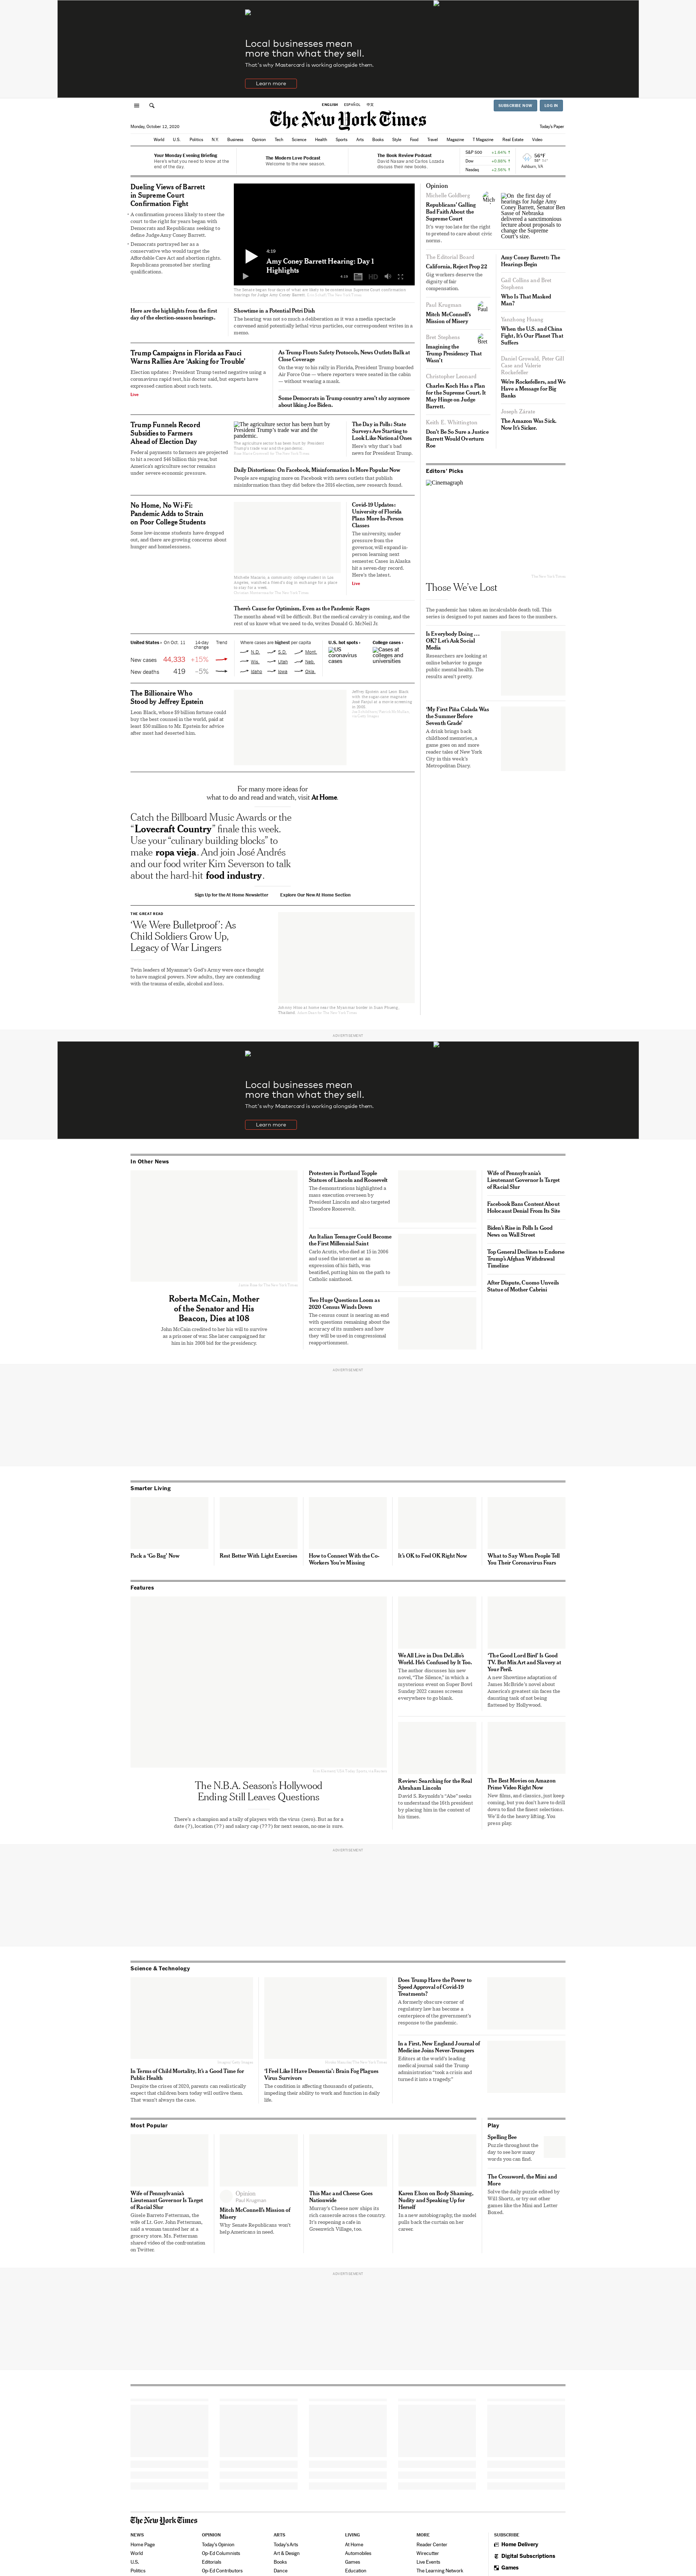 Local businesses mean
more than what they sell.
That's why Mastercard is working alongside them.
Learn more
ENGLISH ESPAÑOL 中文
SUBSCRIBE NOW LOG IN
The New York Times
Monday, October 12, 2020
Today's Paper
World U.S. Politics N.Y. Business Opinion Tech Science Health Sports Arts Books Style Food Travel Magazine T Magazine Real Estate Video
Your Monday Evening Briefing
Here's what you need to know at the
end of the day.
The Modern Love Podcast
Welcome to the new season.
The Book Review Podcast
David Nasaw and Carlos Lozada
discuss their new books.
S&P 500 +1.64% ↑
Dow +0.88% ↑
Nasdaq +2.56% ↑
56°F
Ashburn, VA
Dueling Views of Barrett
in Supreme Court
Confirmation Fight
A confirmation process likely to steer the
court to the right for years began with
Democrats and Republicans seeking to
define Judge Amy Coney Barrett.
Democrats portrayed her as a
conservative who would target the
Affordable Care Act and abortion rights.
Republicans promoted her sterling
qualifications.
Here are the highlights from the first
day of the election-season hearings.
4:19
Amy Coney Barrett Hearing: Day 1
Highlights
4:19 HD
Showtime in a Potential Petri Dish
The hearing was not so much a deliberation as it was a media spectacle
convened amid potentially lethal virus particles, our correspondent writes in a
memo.
Trump Campaigns in Florida as Fauci
Warns Rallies Are 'Asking for Trouble'
Election updates: President Trump tested negative using a
coronavirus rapid test, his doctor said, but experts have
expressed caution about such tests.
Live
As Trump Flouts Safety Protocols, News Outlets Balk at
Close Coverage
On the way to his rally in Florida, President Trump boarded
Air Force One — where reporters were seated in the cabin
— without wearing a mask.
Some Democrats in Trump country aren't shy anymore
about liking Joe Biden.
Trump Funnels Record
Subsidies to Farmers
Ahead of Election Day
Federal payments to farmers are projected
to hit a record $46 billion this year, but
America's agriculture sector remains
under severe economic pressure.
The agriculture sector has been hurt by
President Trump's trade war and the
pandemic.
The agriculture sector has been hurt by President
Trump's trade war and the pandemic.
The Day in Polls: State
Surveys Are Starting to
Look Like National Ones
Here's why that's bad
news for President Trump.
Daily Distortions: On Facebook, Misinformation Is More Popular Now
People are engaging more on Facebook with news outlets that publish
misinformation than they did before the 2016 election, new research found.
No Home, No Wi-Fi:
Pandemic Adds to Strain
on Poor College Students
Some low-income students have dropped
out, and there are growing concerns about
hunger and homelessness.
Covid-19 Updates:
University of Florida
Plans More In-Person
Classes
The university, under
pressure from the
governor, will expand in-
person learning next
semester. Cases in Alaska
hit a seven-day record.
Here's the latest.
Live
There's Cause for Optimism, Even as the Pandemic Rages
The months ahead will be difficult. But the medical cavalry is coming, and the
rest of us know what we need to do, writes Donald G. McNeil Jr.
United States › On Oct. 11 14-day change Trend
New cases 44,333 +15%
New deaths 419 -5%
Where cases are highest per capita
N.D. S.D. Mont.
Wis. Utah Neb.
Idaho Iowa Okla.
U.S. hot spots ›
US coronavirus cases
College cases ›
Cases at colleges and universities
The Billionaire Who
Stood by Jeffrey Epstein
Leon Black, whose $9 billion fortune could
buy the best counsel in the world, paid at
least $50 million to Mr. Epstein for advice
after most had deserted him.
For many more ideas for
what to do and read and watch, visit At Home.
Catch the Billboard Music Awards or the
"Lovecraft Country" finale this week.
Use your "culinary building blocks" to
make ropa vieja. And join José Andrés
and our food writer Kim Severson to talk
about the hard-hit food industry.
Sign Up for the At Home Newsletter Explore Our New At Home Section
THE GREAT READ
'We Were Bulletproof': As
Child Soldiers Grow Up,
Legacy of War Lingers
Twin leaders of Myanmar's God's Army were once thought
to have magical powers. Now adults, they are contending
with the trauma of exile, alcohol and loss.
Opinion
Michelle Goldberg
Republicans' Galling
Bad Faith About the
Supreme Court
It's way too late for the right
to pretend to care about civic
norms.
The Editorial Board
California, Reject Prop 22
Gig workers deserve the
dignity of fair
compensation.
Paul Krugman
Mitch McConnell's
Mission of Misery
Bret Stephens
Imagining the
Trump Presidency That
Wasn't
Christopher Leonard
Charles Koch Has a Plan
for the Supreme Court. It
May Hinge on Judge
Barrett.
Keith E. Whittington
Don't Be So Sure a Justice
Barrett Would Overturn
Roe
On the first day of
hearings for Judge Amy
Coney Barrett, Senator Ben
Sasse of Nebraska
delivered a sanctimonious
lecture about proposals to
change the Supreme
Court's size.
Amy Coney Barrett: The
Hearings Begin
Gail Collins and Bret
Stephens
Who Is That Masked
Man?
Yanzhong Huang
When the U.S. and China
Fight, It's Our Planet That
Suffers
Daniel Growald, Peter Gill
Case and Valerie
Rockefeller
We're Rockefellers, and We
Have a Message for Big
Banks
Joseph Zárate
The Amazon Was Sick.
Now It's Sicker.
Editors' Picks
Cinemagraph
Those We've Lost
The pandemic has taken an incalculable death toll. This
series is designed to put names and faces to the numbers.
Is Everybody Doing …
OK? Let's Ask Social
Media
Researchers are looking at
online behavior to gauge
public mental health. The
results aren't pretty.
'My First Piña Colada Was
the Summer Before
Seventh Grade'
A drink brings back
childhood memories, a
game goes on and more
reader tales of New York
City in this week's
Metropolitan Diary.
ADVERTISEMENT
Local businesses mean
more than what they sell.
That's why Mastercard is working alongside them.
Learn more
In Other News
Roberta McCain, Mother
of the Senator and His
Beacon, Dies at 108
John McCain credited to her his will to survive
as a prisoner of war. She later campaigned for
him in his 2008 bid for the presidency.
Protesters in Portland Topple
Statues of Lincoln and Roosevelt
The demonstrations highlighted a
mass execution overseen by
President Lincoln and also targeted
Theodore Roosevelt.
An Italian Teenager Could Become
the First Millennial Saint
Carlo Acutis, who died at 15 in 2006
and used the internet as an
expression of his faith, was
beatified, putting him on the path to
Catholic sainthood.
Two Huge Questions Loom as
2020 Census Winds Down
The census count is nearing an end
with questions remaining about the
accuracy of its numbers and how
they will be used in congressional
reapportionment.
Wife of Pennsylvania's
Lieutenant Governor Is Target
of Racial Slur
Facebook Bans Content About
Holocaust Denial From Its Site
Biden's Rise in Polls Is Good
News on Wall Street
Top General Declines to Endorse
Trump's Afghan Withdrawal
Timeline
After Dispute, Cuomo Unveils
Statue of Mother Cabrini
ADVERTISEMENT
Smarter Living
Pack a 'Go Bag' Now
Rest Better With Light Exercises
How to Connect With the Co-
Workers You're Missing
It's OK to Feel OK Right Now
What to Say When People Tell
You Their Coronavirus Fears
Features
The N.B.A. Season's Hollywood
Ending Still Leaves Questions
There's a champion and a tally of players with the virus (zero). But as for a
date (?), location (??) and salary cap (???) for next season, no one is sure.
We All Live in Don DeLillo's
World. He's Confused by It Too.
The author discusses his new
novel, "The Silence," in which a
mysterious event on Super Bowl
Sunday 2022 causes screens
everywhere to go blank.
'The Good Lord Bird' Is Good
TV. But Mix Art and Slavery at
Your Peril.
A new Showtime adaptation of
James McBride's novel about
America's greatest sin faces the
daunting task of not being
flattened by Hollywood.
Review: Searching for the Real
Abraham Lincoln
David S. Reynolds's "Abe" seeks
to understand the 16th president
by placing him in the context of
his times.
The Best Movies on Amazon
Prime Video Right Now
New films, and classics, just keep
coming, but you don't have to drill
down to find the finest selections.
We'll do the heavy lifting. You
press play.
ADVERTISEMENT
Science & Technology
In Terms of Child Mortality, It's a Good Time for
Public Health
Despite the crises of 2020, parents can realistically
expect that children born today will outlive them.
That wasn't always the case.
'I Feel Like I Have Dementia': Brain Fog Plagues
Virus Survivors
The condition is affecting thousands of patients,
impeding their ability to work and function in daily
life.
Does Trump Have the Power to
Speed Approval of Covid-19
Treatments?
A formerly obscure corner of
regulatory law has become a
centerpiece of the government's
response to the pandemic.
In a First, New England Journal of
Medicine Joins Never-Trumpers
Editors at the world's leading
medical journal said the Trump
administration "took a crisis and
turned it into a tragedy."
Most Popular
Wife of Pennsylvania's
Lieutenant Governor Is Target
of Racial Slur
Gisele Barreto Fetterman, the
wife of Lt. Gov. John Fetterman,
said a woman taunted her at a
grocery store. Ms. Fetterman
shared video of the confrontation
on Twitter.
Opinion
Paul Krugman
Mitch McConnell's Mission of
Misery
Why Senate Republicans won't
help Americans in need.
This Mac and Cheese Goes
Nationwide
Murray's Cheese now ships its
rich casserole across the country.
It's reopening a cafe in
Greenwich Village, too.
Karen Elson on Body Shaming,
Nudity and Speaking Up for
Herself
In a new autobiography, the model
pulls back the curtain on her
career.
Play
Spelling Bee
Puzzle throughout the
day to see how many
words you can find.
The Crossword, the Mini and
More
Solve the daily puzzle edited by
Will Shortz, or try out other
games like the Mini and Letter
Boxed.
ADVERTISEMENT
The New York Times
NEWS OPINION ARTS LIVING MORE SUBSCRIBE
Home Page Today's Opinion Today's Arts At Home Reader Center Home Delivery
World Op-Ed Columnists Art & Design Automobiles Wirecutter Digital Subscriptions
U.S. Editorials Books Games Live Events Games
Politics Op-Ed Contributors Dance Education The Learning Network